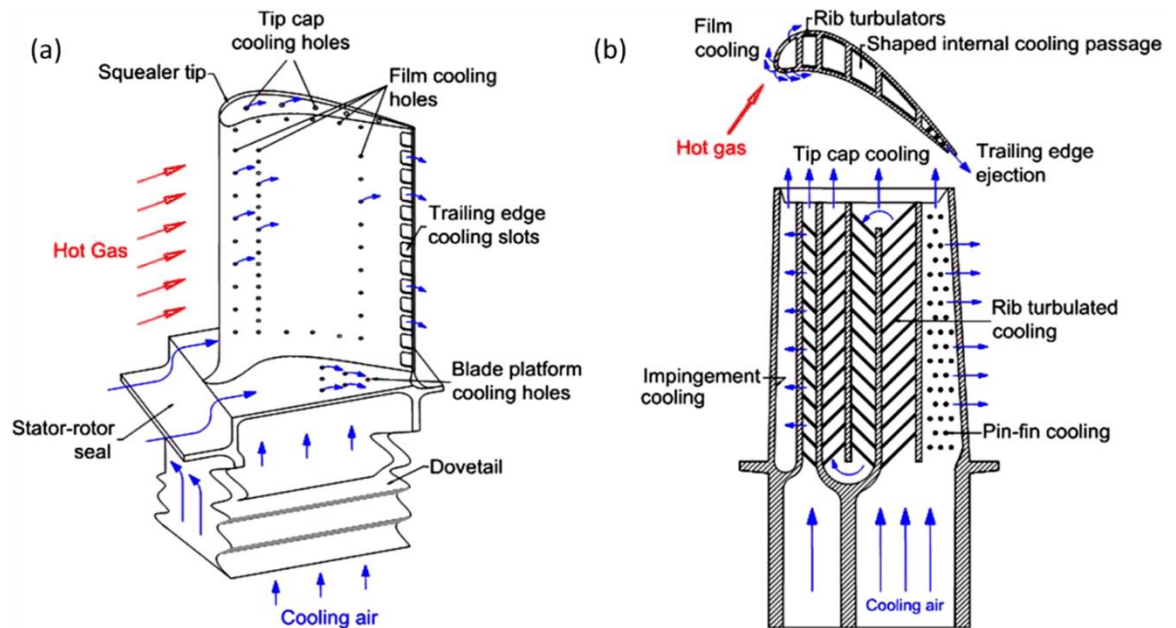 (a)
Tip cap
cooling holes
Squealer tip
Film cooling
holes
Hot Gas
Trailing edge
cooling slots
Blade platform
cooling holes
Stator-rotor
seal
Dovetail
Cooling air
(b)
Rib turbulators
Film
cooling
Shaped internal cooling passage
Hot gas
Tip cap cooling
Trailing edge
ejection
Rib turbulated
cooling
Impingement
cooling
Pin-fin cooling
Cooling air